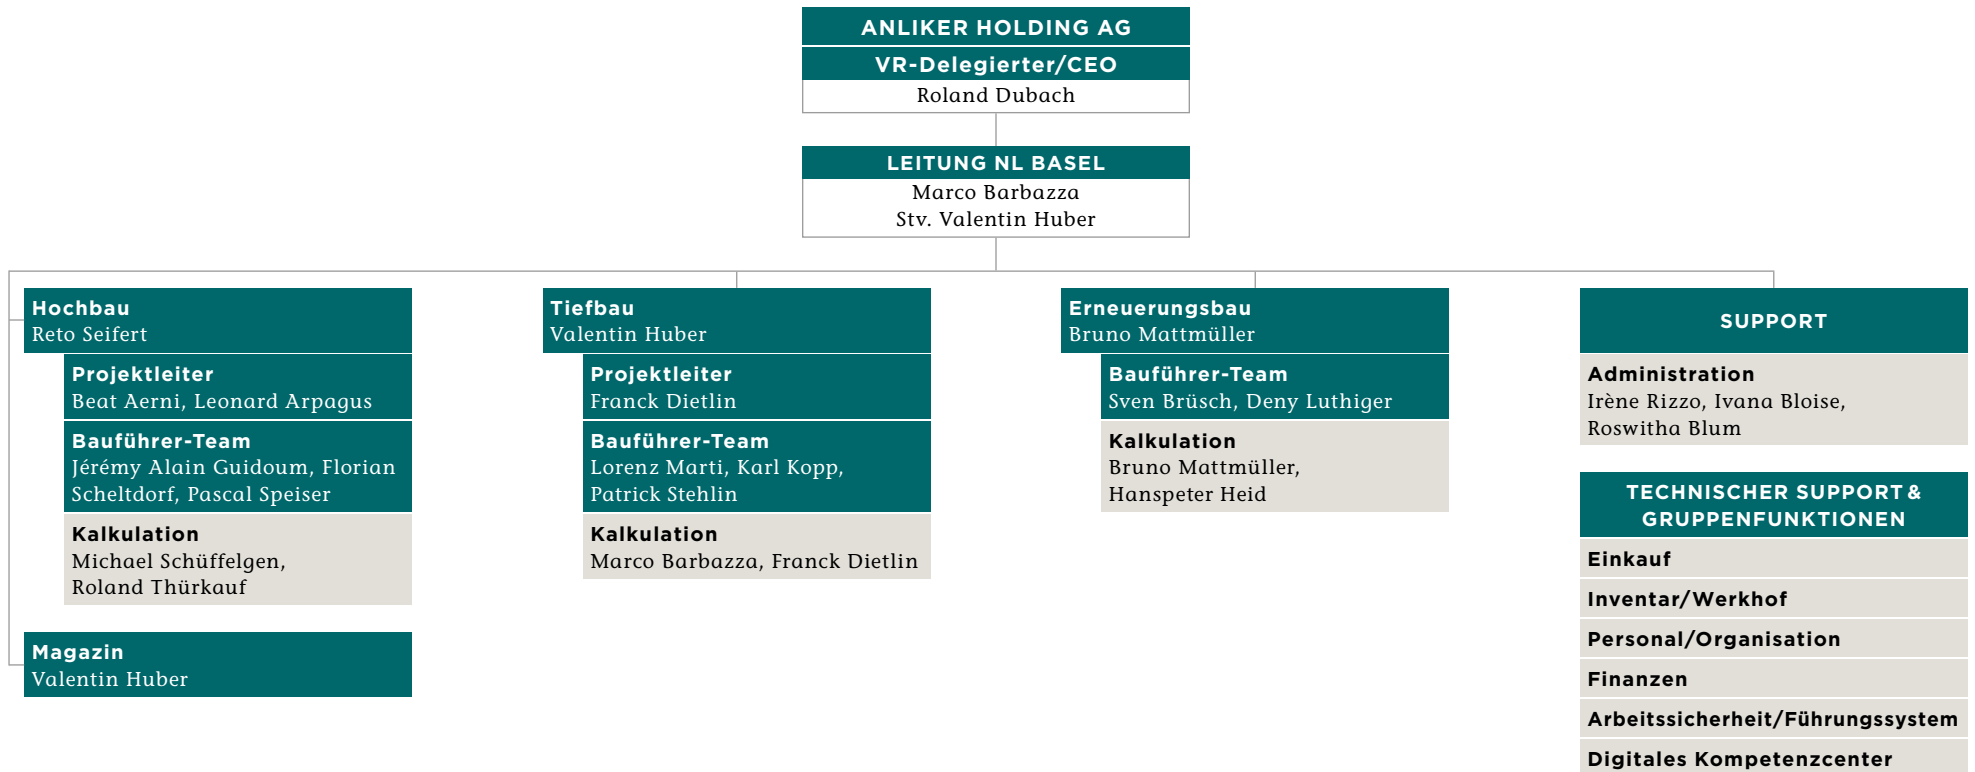 ANLIKER HOLDING AG
VR-Delegierter/CEO
Roland Dubach
LEITUNG NL BASEL
Marco Barbazza
Stv. Valentin Huber
Hochbau
Reto Seifert
Projektleiter
Beat Aerni, Leonard Arpagus
Bauführer-Team
Jérémy Alain Guidoum, Florian
Scheltdorf, Pascal Speiser
Kalkulation
Michael Schüffelgen,
Roland Thürkauf
Magazin
Valentin Huber
Tiefbau
Valentin Huber
Projektleiter
Franck Dietlin
Bauführer-Team
Lorenz Marti, Karl Kopp,
Patrick Stehlin
Kalkulation
Marco Barbazza, Franck Dietlin
Erneuerungsbau
Bruno Mattmüller
Bauführer-Team
Sven Brüsch, Deny Luthiger
Kalkulation
Bruno Mattmüller,
Hanspeter Heid
SUPPORT
Administration
Irène Rizzo, Ivana Bloise,
Roswitha Blum
TECHNISCHER SUPPORT &
GRUPPENFUNKTIONEN
Einkauf
Inventar/Werkhof
Personal/Organisation
Finanzen
Arbeitssicherheit/Führungssystem
Digitales Kompetenzcenter